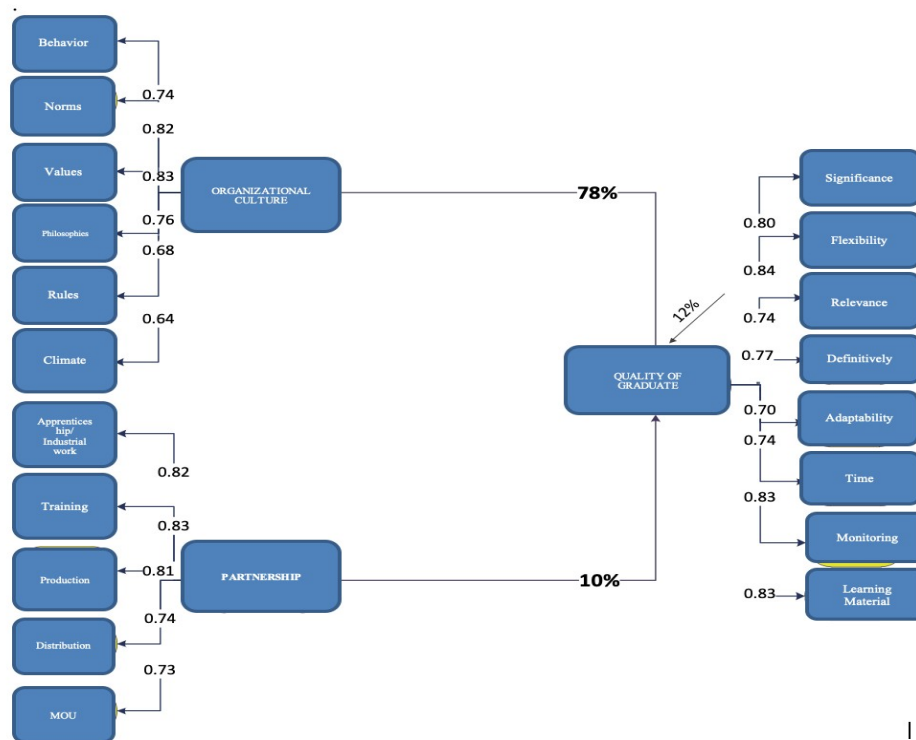 Behavior
Norms
Values
Philosophies
Rules
Climate
Apprentices
hip/
Industrial
work
Training
Production
Distribution
MOU
0.74
0.82
0.83
0.76
0.68
0.64
0.82
0.83
0.81
0.74
0.73
ORGANIZATIONAL
CULTURE
PARTNERSHIP
78%
10%
12%
QUALITY OF
GRADUATE
0.80
0.84
0.74
0.77
0.70
0.74
0.83
0.83
Significance
Flexibility
Relevance
Definitively
Adaptability
Time
Monitoring
Learning
Material